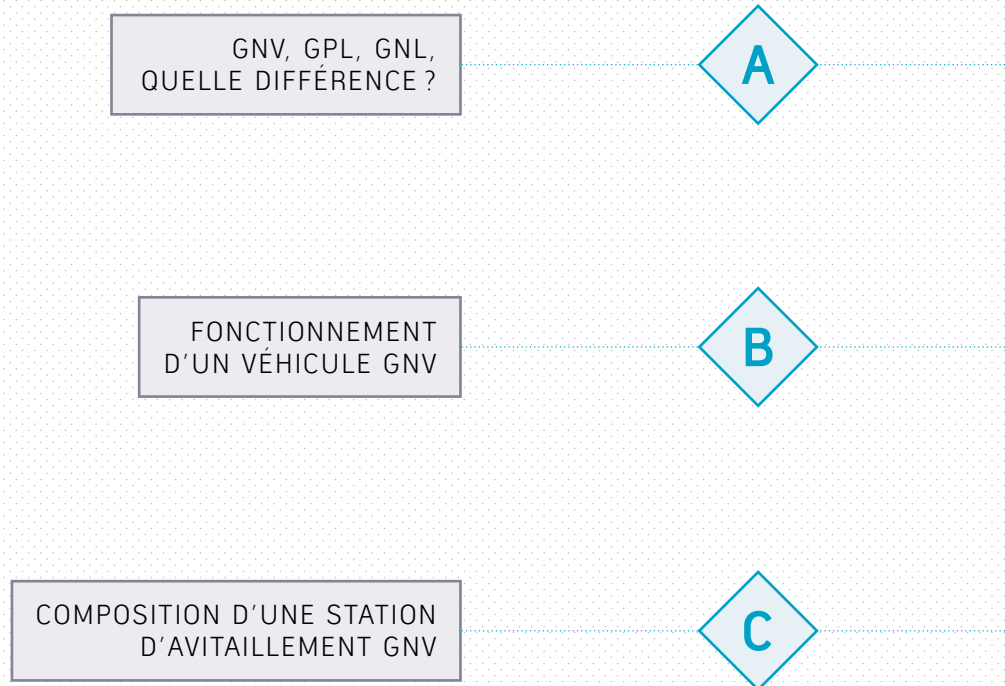 GNV, GPL, GNL,
QUELLE DIFFÉRENCE ?
A
FONCTIONNEMENT
D'UN VÉHICULE GNV
B
COMPOSITION D'UNE STATION
D'AVITAILLEMENT GNV
C